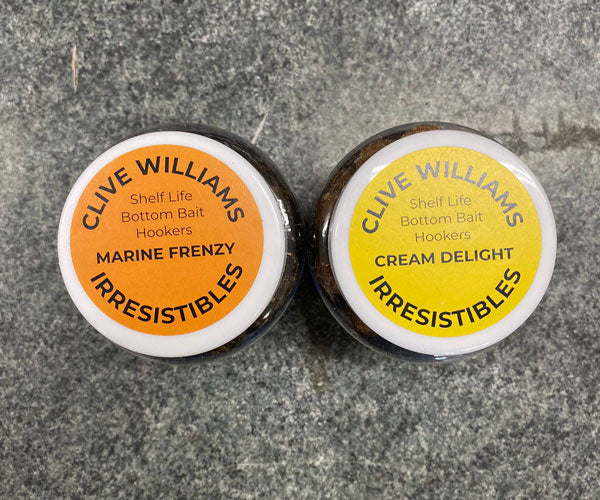 CLIVE WILLIAMS
Shelf Life
Bottom Bait
Hookers
MARINE FRENZY
IRRESISTIBLES
CLIVE WILLIAMS
Shelf Life
Bottom Bait
Hookers
CREAM DELIGHT
IRRESISTIBLES